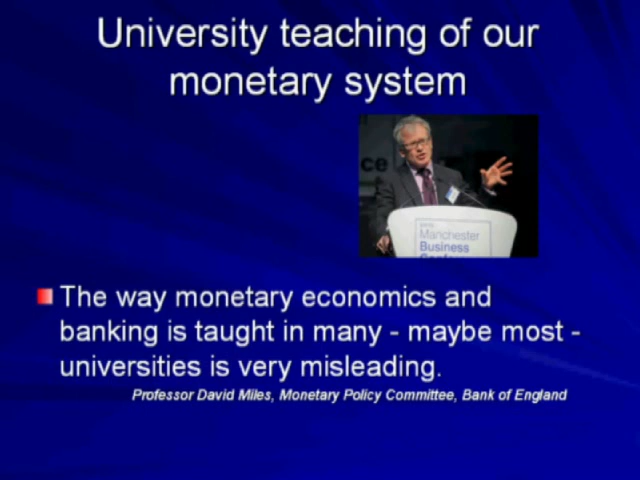 University teaching of our
monetary system
ce
Manchester
Business
The way monetary economics and
banking is taught in many - maybe most -
universities is very misleading.
Professor David Miles, Monetary Policy Committee, Bank of England